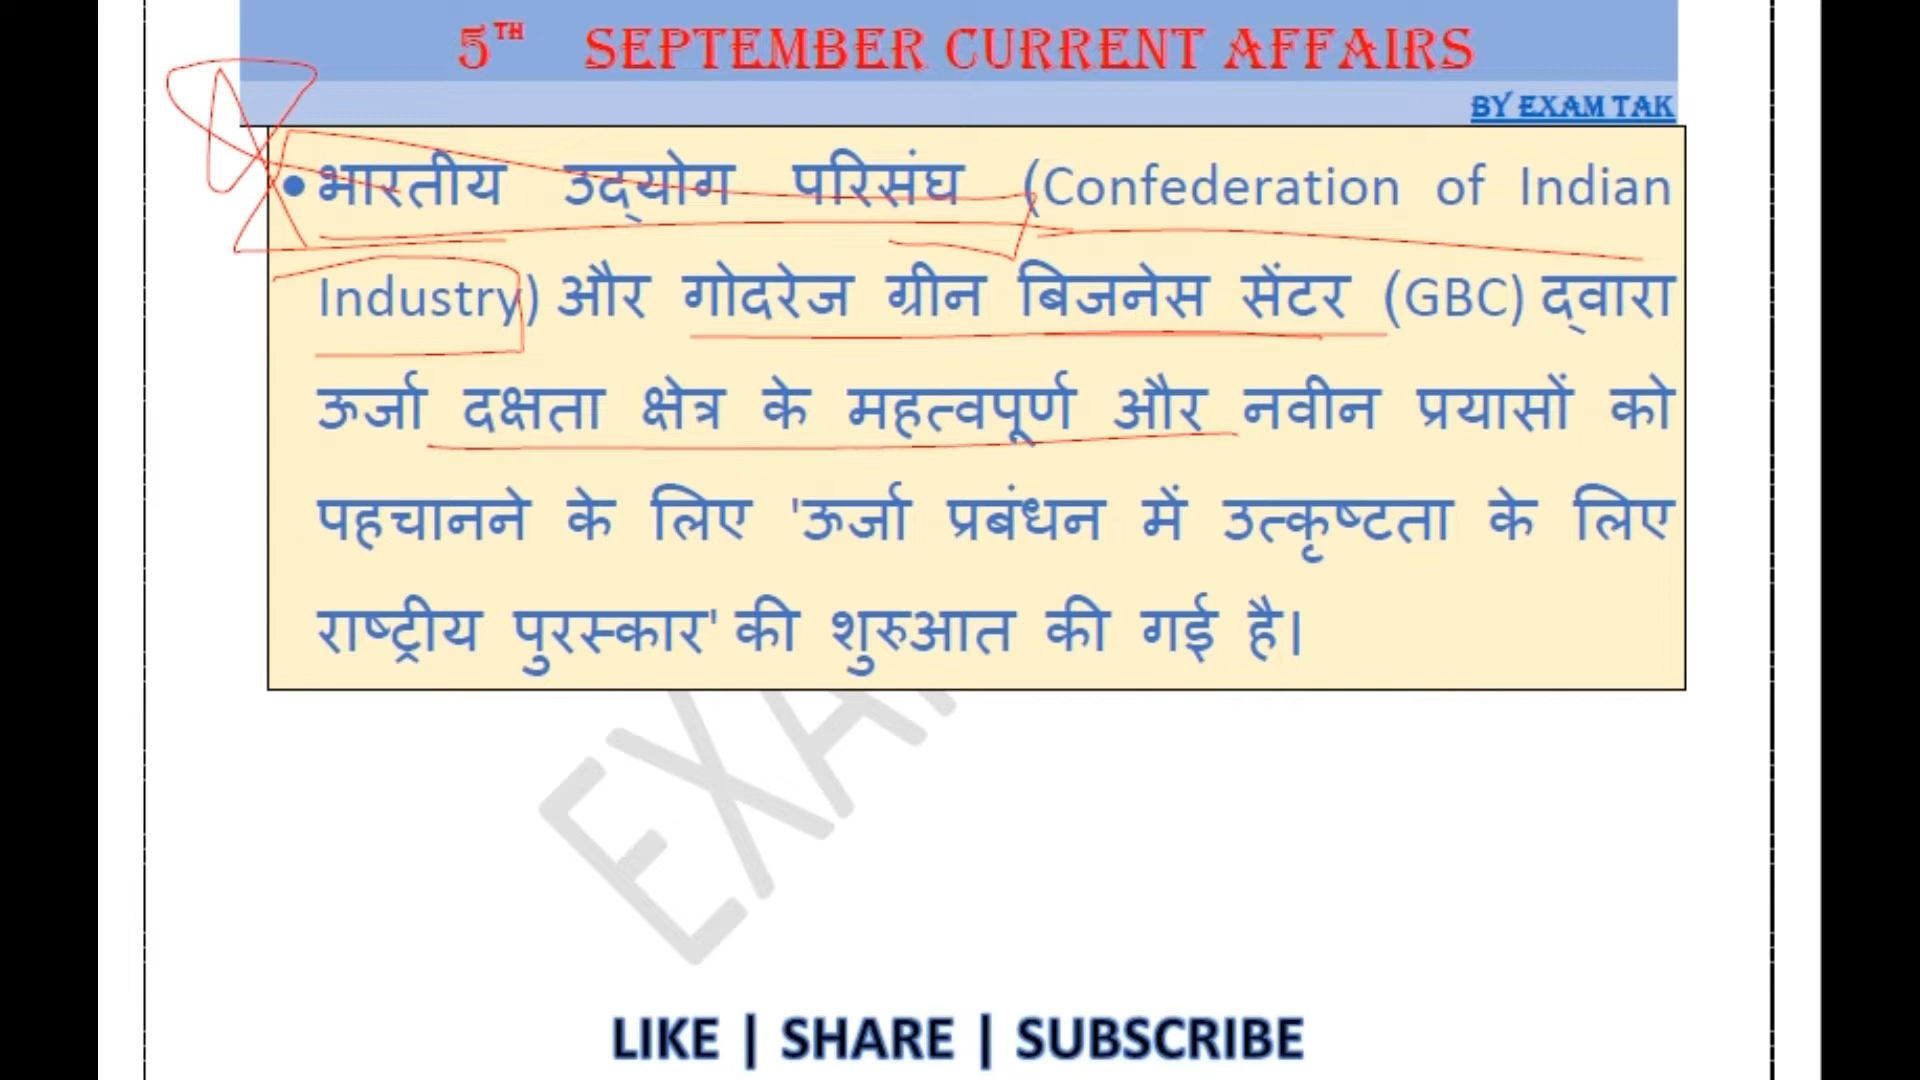 5TH SEPTEMBER CURRENT AFFAIRS
BY EXAM TAK
• भारतीय उद्योग परिसंघ (Confederation of Indian
Industry) और गोदरेज ग्रीन बिजनेस सेंटर (GBC) द्वारा
ऊर्जा दक्षता क्षेत्र के महत्वपूर्ण और नवीन प्रयासों को
पहचानने के लिए 'ऊर्जा प्रबंधन में उत्कृष्टता के लिए
राष्ट्रीय पुरस्कार' की शुरुआत की गई है।
EXA
LIKE | SHARE | SUBSCRIBE